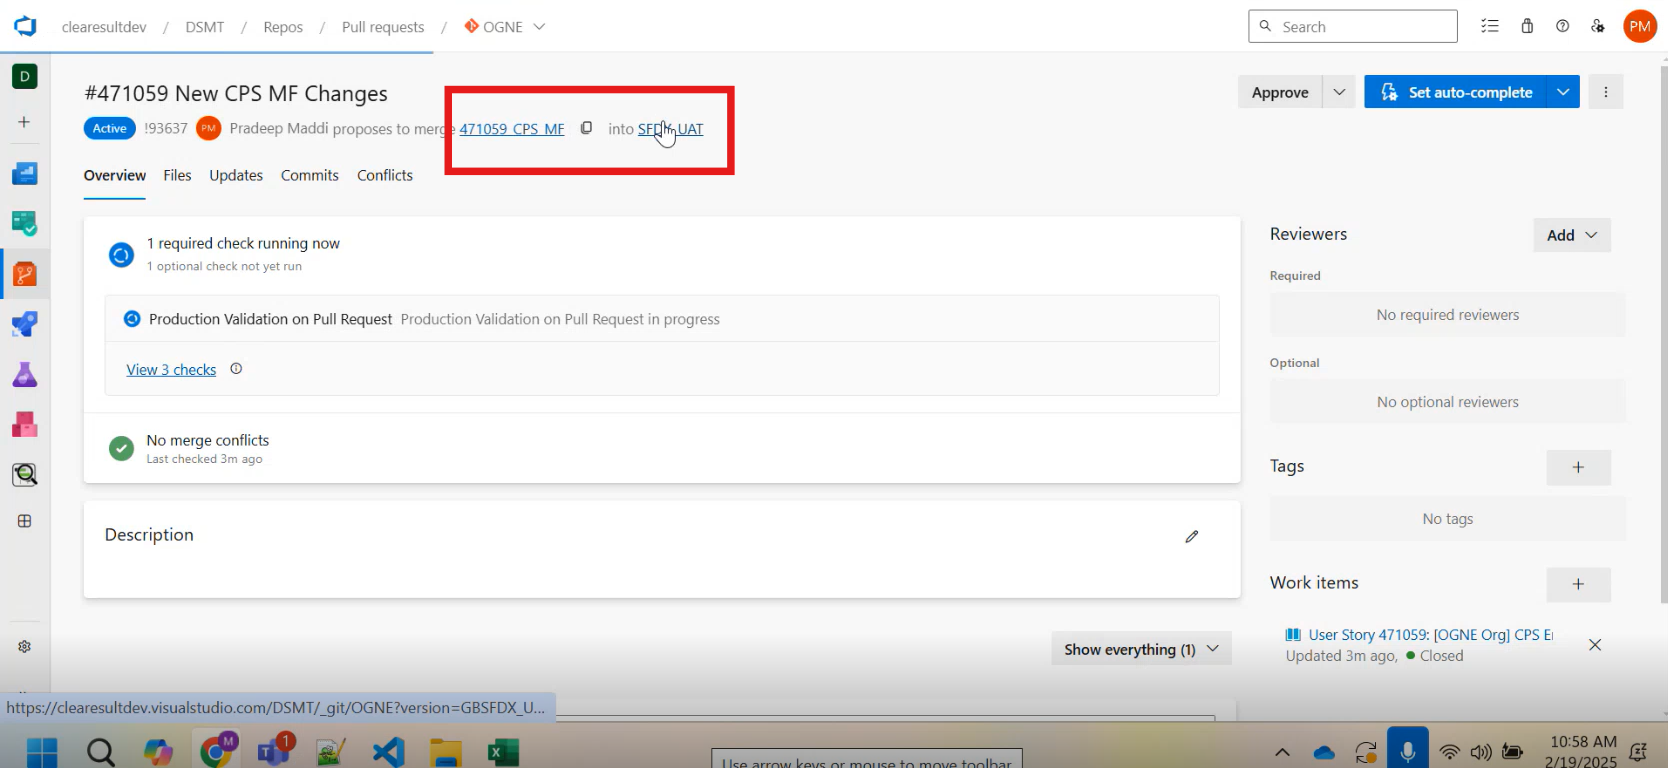 clearesultdev / DSMT / Repos / Pull requests / OGNE
Search
PM
D
#471059 New CPS MF Changes
Approve
Set auto-complete
Active !93637 PM Pradeep Maddi proposes to merge 471059_CPS_MF into SFDX_UAT
Overview Files Updates Commits Conflicts
1 required check running now
1 optional check not yet run
Production Validation on Pull Request Production Validation on Pull Request in progress
View 3 checks
No merge conflicts
Last checked 3m ago
Description
Show everything (1)
Reviewers
Add
Required
No required reviewers
Optional
No optional reviewers
Tags
No tags
Work items
User Story 471059: [OGNE Org] CPS E
Updated 3m ago, Closed
https://clearesultdev.visualstudio.com/DSMT/_git/OGNE?version=GBSFDX_U...
M
1
Use arrow keys or mouse to move toolbar
10:58 AM
2/19/2025